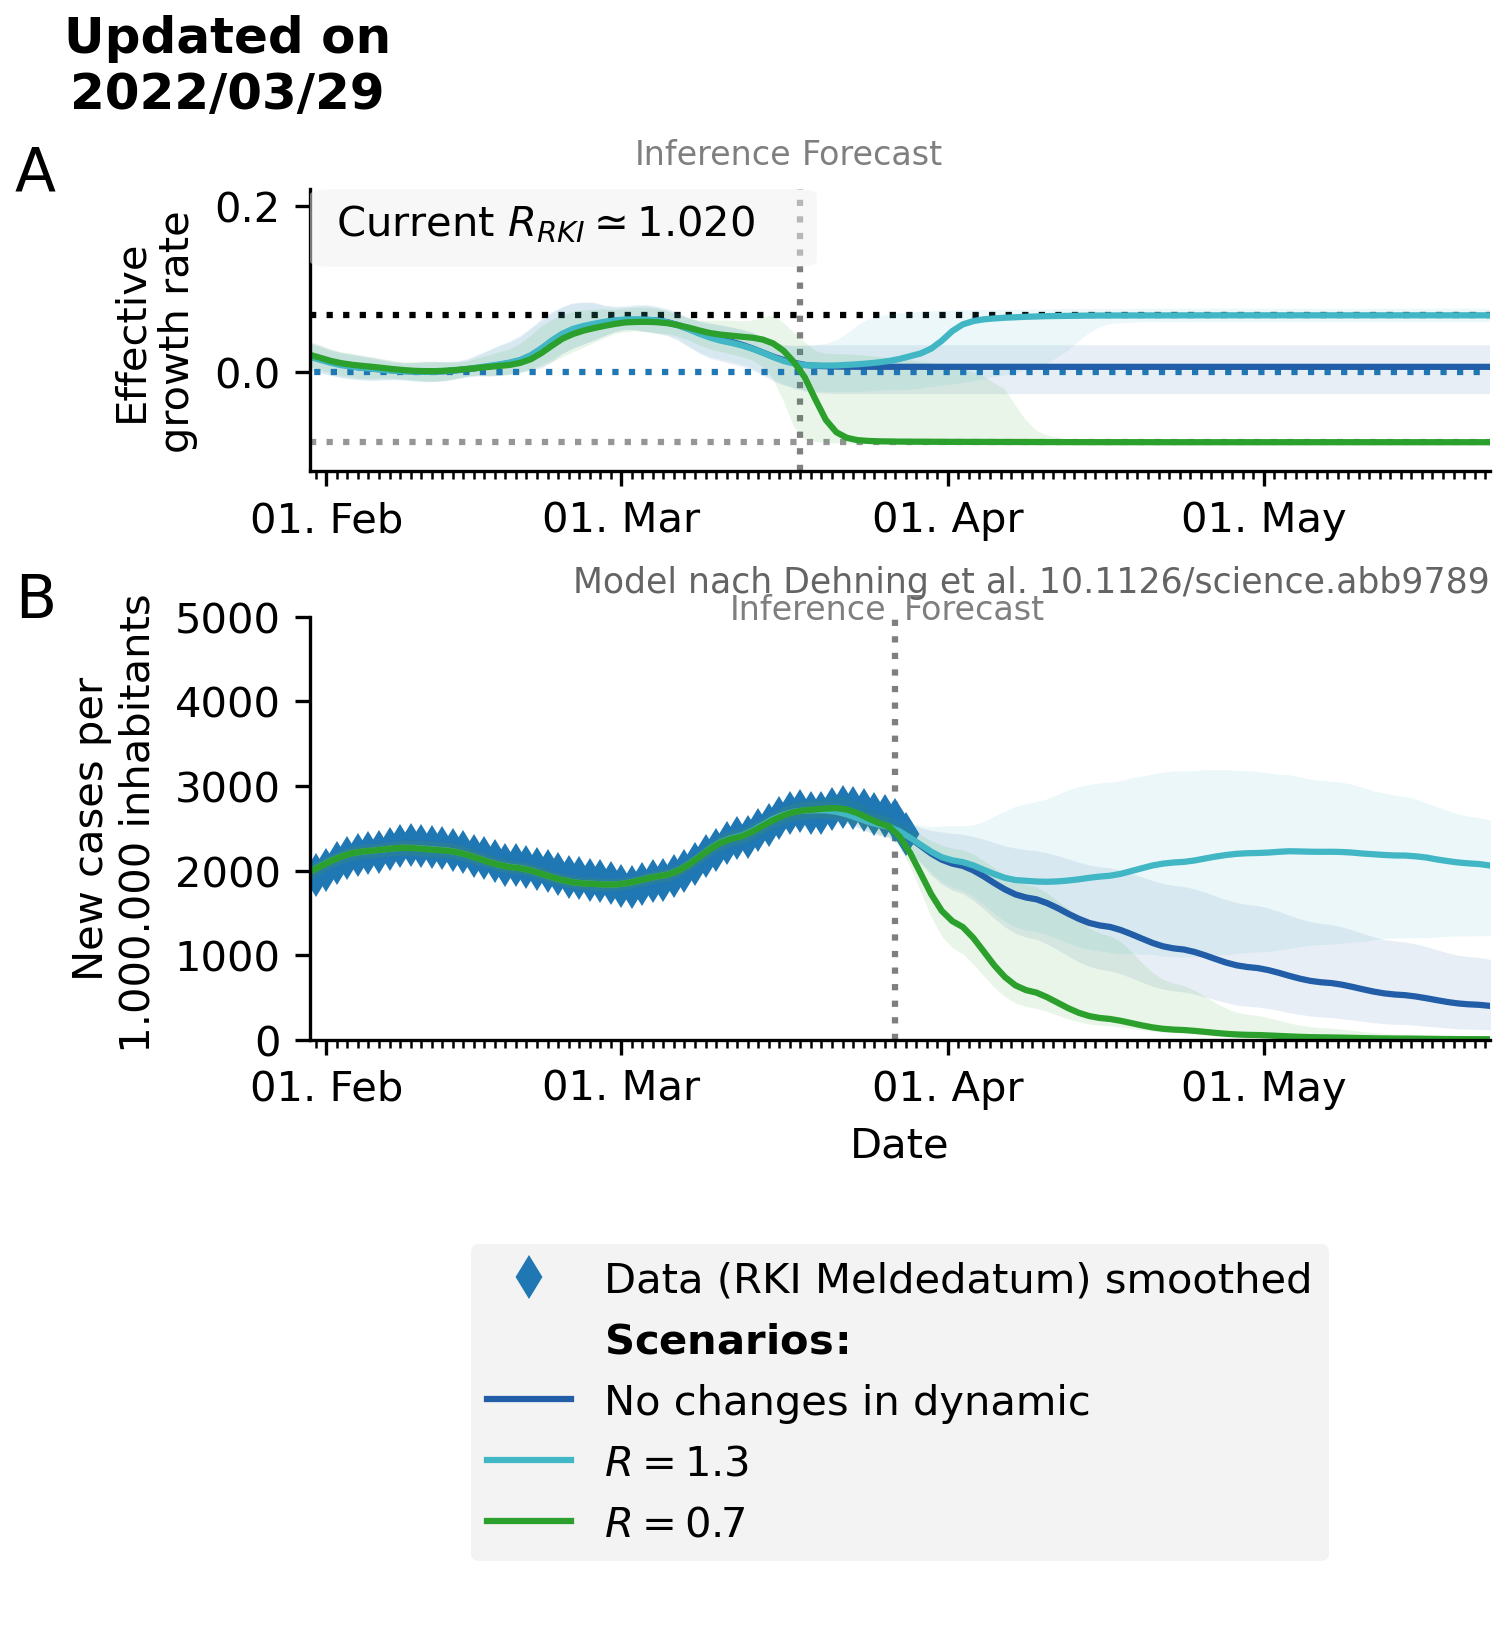 Updated on
2022/03/29
A
Inference Forecast
Current R_RKI ≃ 1.020
Effective
growth rate
0.2
0.0
01. Feb 01. Mar 01. Apr 01. May
B
Model nach Dehning et al. 10.1126/science.abb9789
Inference Forecast
New cases per
1.000.000 inhabitants
5000
4000
3000
2000
1000
0
01. Feb 01. Mar 01. Apr 01. May
Date
Data (RKI Meldedatum) smoothed
Scenarios:
No changes in dynamic
R = 1.3
R = 0.7